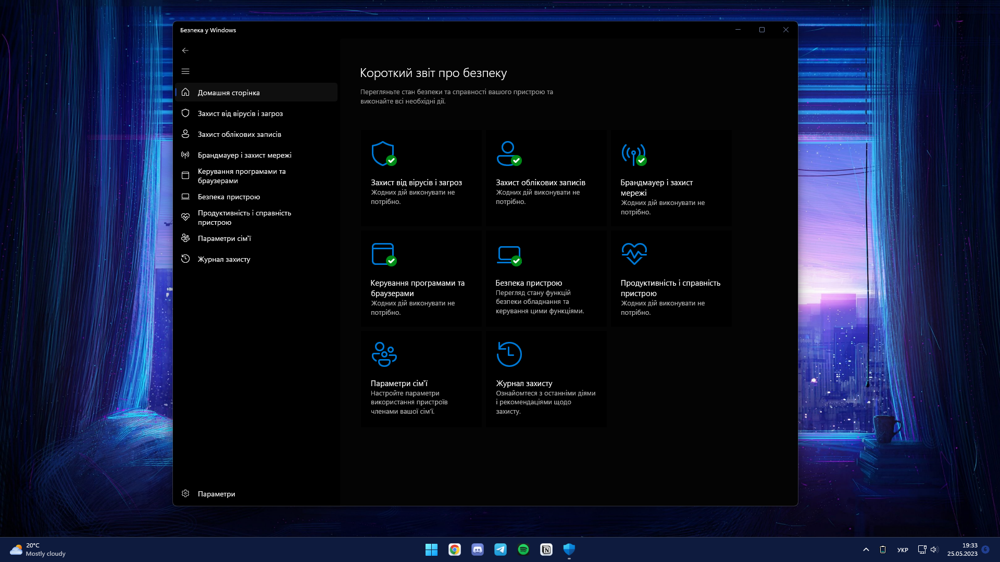 Безпека у Windows
Домашня сторінка
Захист від вірусів і загроз
Захист облікових записів
Брандмауер і захист мережі
Керування програмами та
браузерами
Безпека пристрою
Продуктивність і справність
пристрою
Параметри сім'ї
Журнал захисту
Параметри
Короткий звіт про безпеку
Перегляньте стан безпеки та справності вашого пристрою та
виконайте всі необхідні дії.
Захист від вірусів і загроз
Жодних дій виконувати не
потрібно.
Захист облікових записів
Жодних дій виконувати не
потрібно.
Брандмауер і захист
мережі
Жодних дій виконувати не
потрібно.
Керування програмами та
браузерами
Жодних дій виконувати не
потрібно.
Безпека пристрою
Перегляд стану функцій
безпеки обладнання та
керування цими функціями.
Продуктивність і справність
пристрою
Жодних дій виконувати не
потрібно.
Параметри сім'ї
Настройте параметри
використання пристроїв
членами вашої сім'ї.
Журнал захисту
Ознайомтеся з останніми діями
і рекомендаціями щодо
захисту.
20°C
Mostly cloudy
УКР
19:33
25.05.2023
6